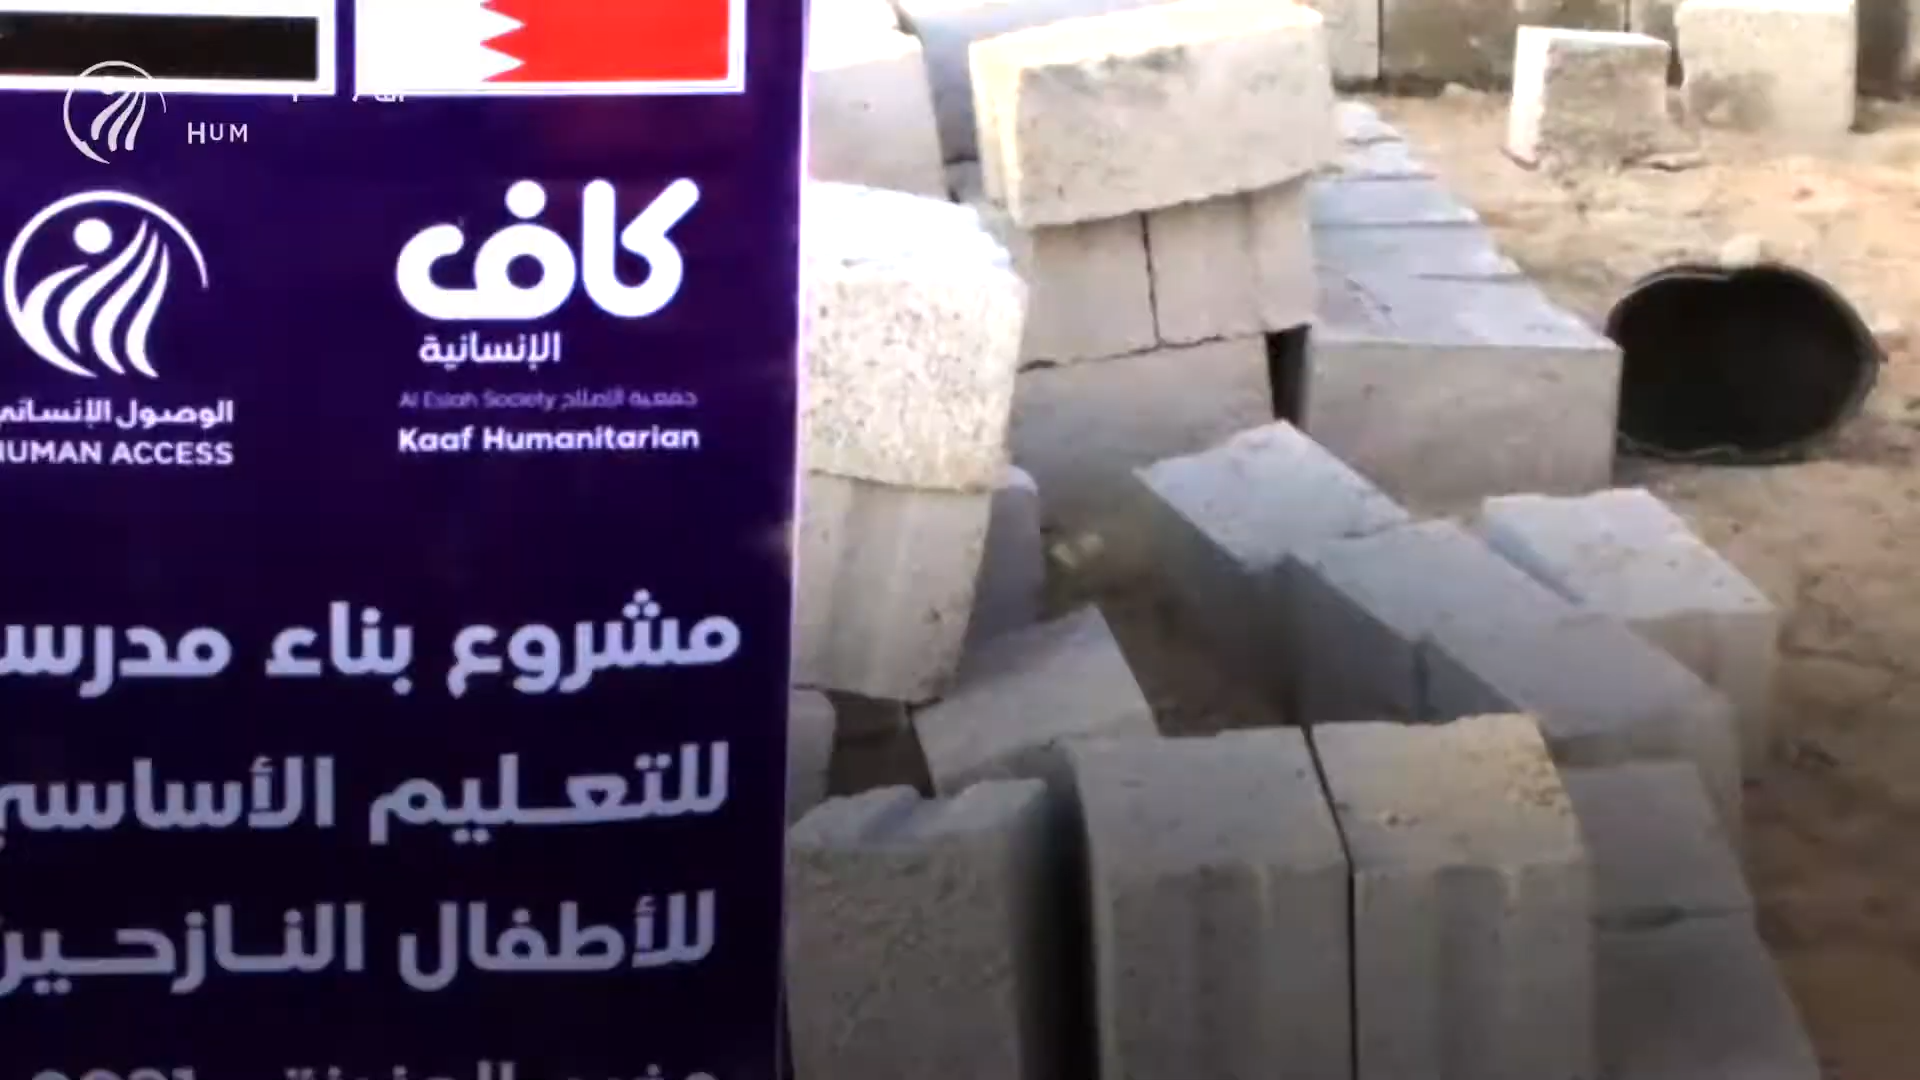 HUM
كاف
الإنسانية
الوصول الإنساني
HUMAN ACCESS
Al Eslah Society جمعية الإصلاح
Kaaf Humanitarian
مشروع بناء
للتعليم الأساسي
للأطفال النازحين